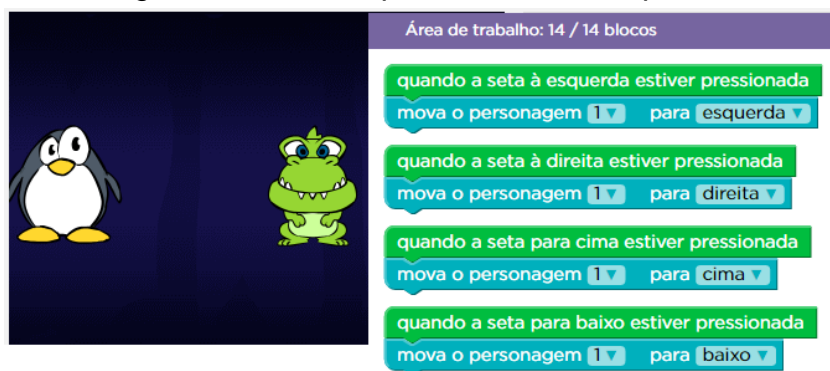 Área de trabalho: 14 / 14 blocos
quando a seta à esquerda estiver pressionada
mova o personagem 1 para esquerda
quando a seta à direita estiver pressionada
mova o personagem 1 para direita
quando a seta para cima estiver pressionada
mova o personagem 1 para cima
quando a seta para baixo estiver pressionada
mova o personagem 1 para baixo